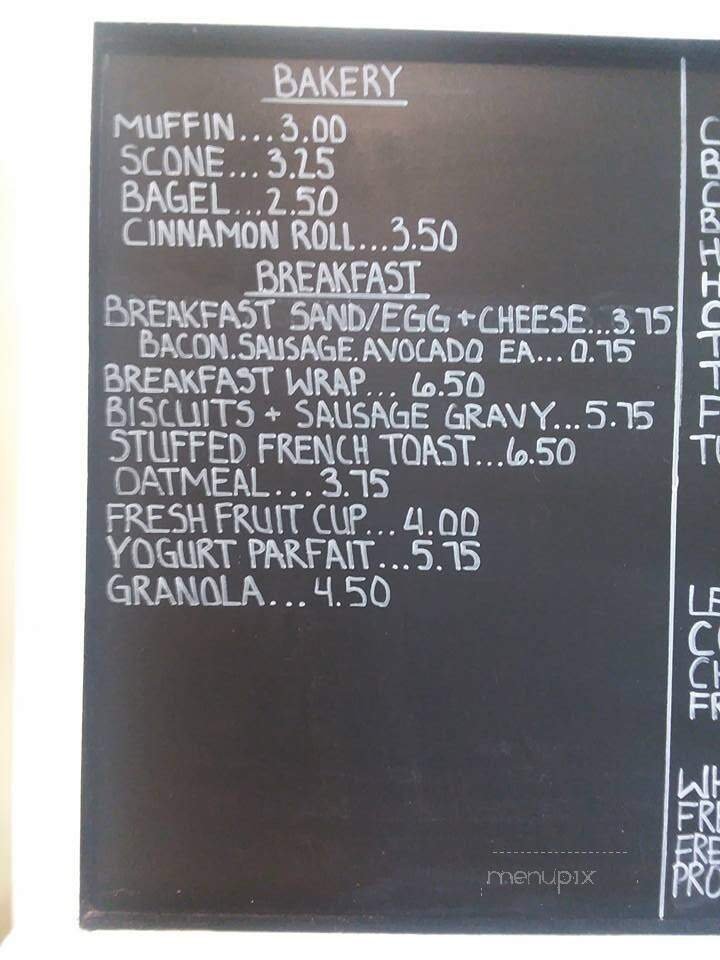 BAKERY
MUFFIN...3.00
SCONE...3.25
BAGEL...2.50
CINNAMON ROLL...3.50
BREAKFAST
BREAKFAST SAND/EGG + CHEESE...3.75
BACON.SAUSAGE.AVOCADO EA...0.75
BREAKFAST WRAP... 6.50
BISCUITS + SAUSAGE GRAVY...5.75
STUFFED FRENCH TOAST...6.50
OATMEAL...3.75
FRESH FRUIT CUP...4.00
YOGURT PARFAIT...5.75
GRANOLA...4.50
menupix